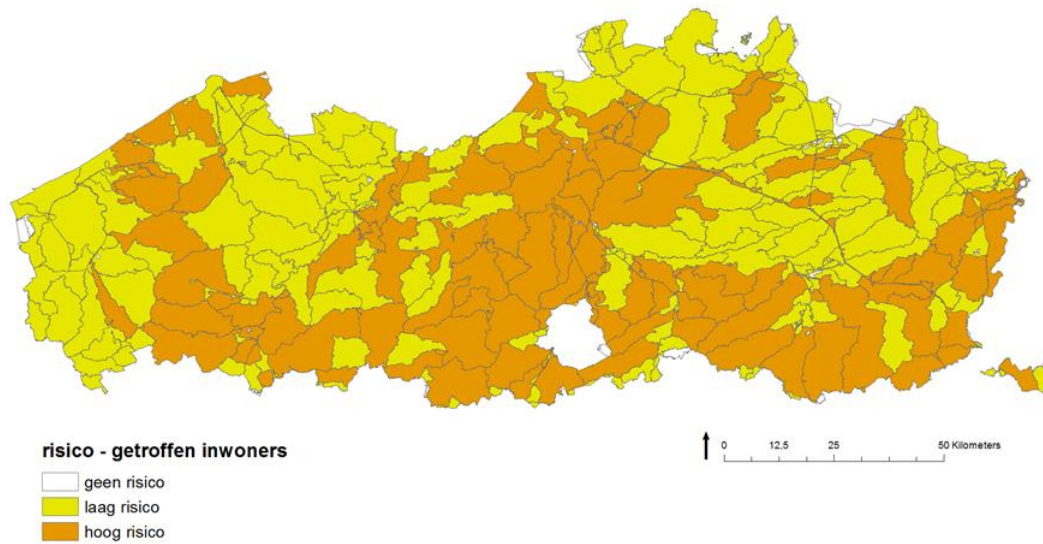 risico - getroffen inwoners
geen risico
laag risico
hoog risico
0 12,5 25 50 Kilometers